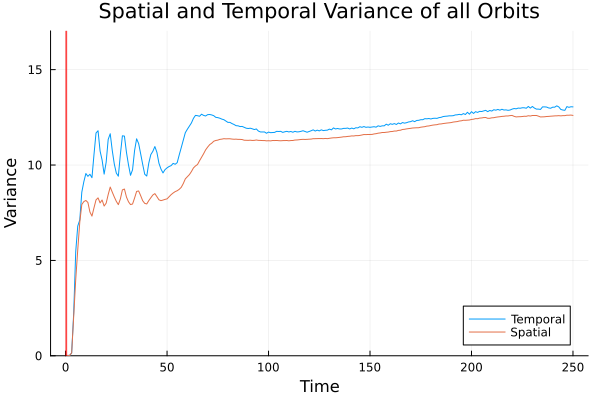 Spatial and Temporal Variance of all Orbits
Variance
15
10
5
0
0 50 100 150 200 250
Time
Temporal
Spatial